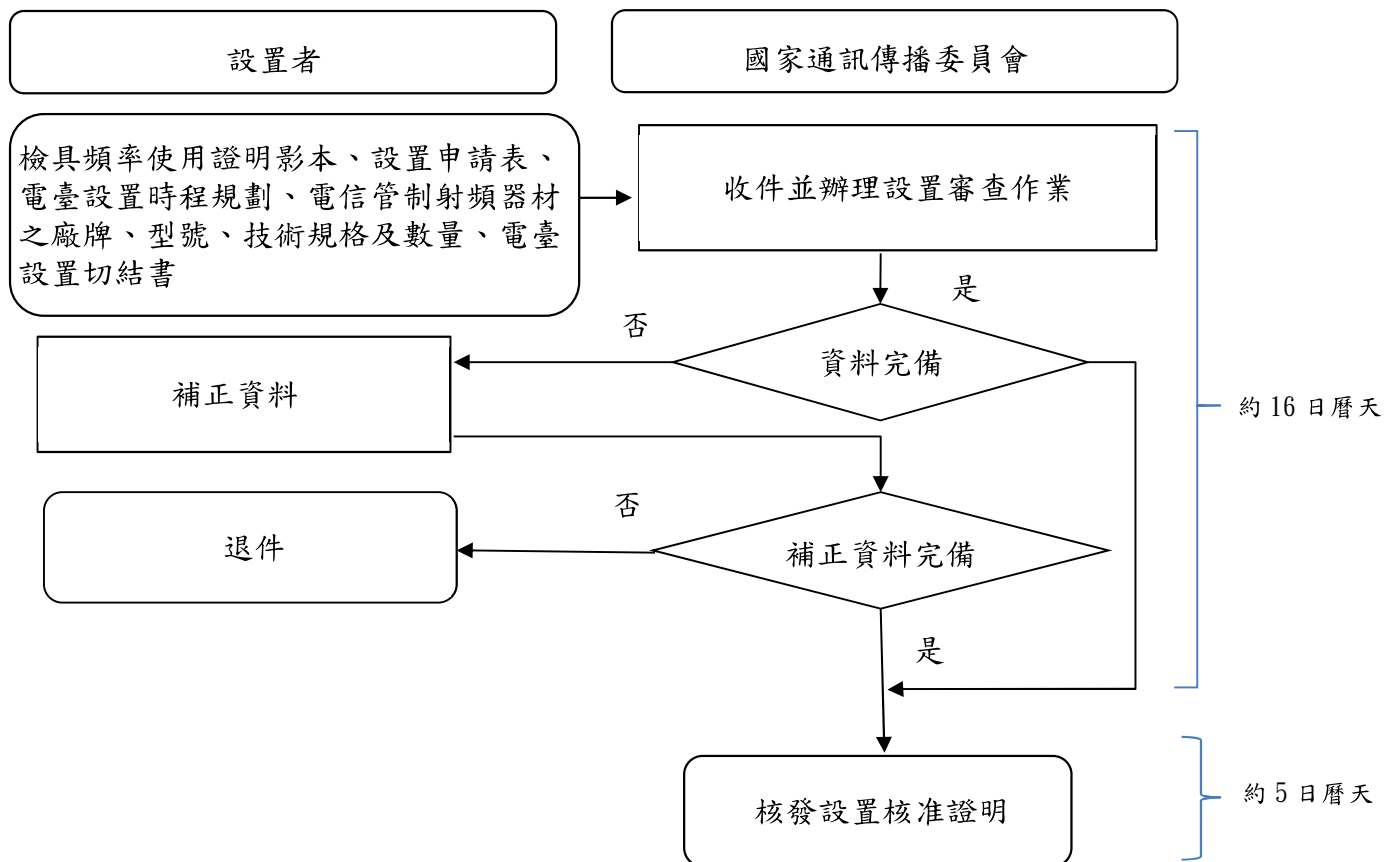 設置者
國家通訊傳播委員會
檢具頻率使用證明影本、設置申請表、
電臺設置時程規劃、電信管制射頻器材
之廠牌、型號、技術規格及數量、電臺
設置切結書
收件並辦理設置審查作業
是
否
資料完備
補正資料
約 16 日曆天
否
退件
補正資料完備
是
核發設置核准證明
約 5 日曆天